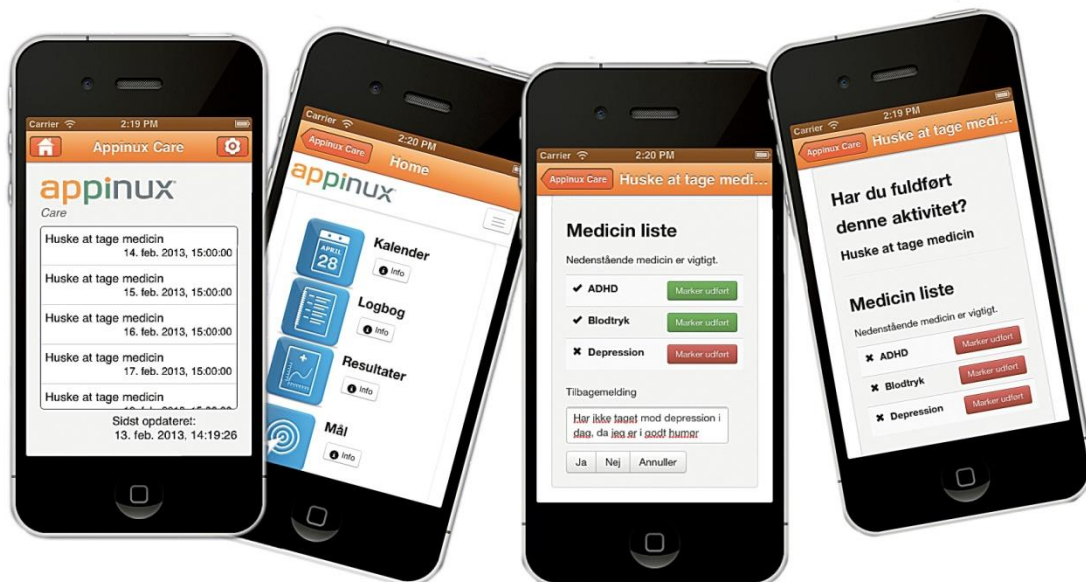 Carrier 2:19 PM
Appinux Care
appinux
Care
Huske at tage medicin
14. feb. 2013, 15:00:00
Huske at tage medicin
15. feb. 2013, 15:00:00
Huske at tage medicin
16. feb. 2013, 15:00:00
Huske at tage medicin
17. feb. 2013, 15:00:00
Huske at tage medicin
Sidst opdateret:
13. feb. 2013, 14:19:26
Carrier 2:20 PM
Appinux Care Home
appinux
APRIL
28
Kalender
Info
Logbog
Info
Resultater
Info
Mål
Info
Carrier 2:20 PM
Appinux Care Huske at tage medi...
Medicin liste
Nedenstående medicin er vigtigt.
ADHD Marker udført
Blodtryk Marker udført
Depression Marker udført
Tilbagemelding
Har ikke taget mod depression i
dag, da jeg er i godt humør
Ja Nej Annuller
Carrier 2:19 PM
Appinux Care Huske at tage medi...
Har du fuldført
denne aktivitet?
Huske at tage medicin
Medicin liste
Nedenstående medicin er vigtigt.
ADHD Marker udført
Blodtryk Marker udført
Depression Marker udført